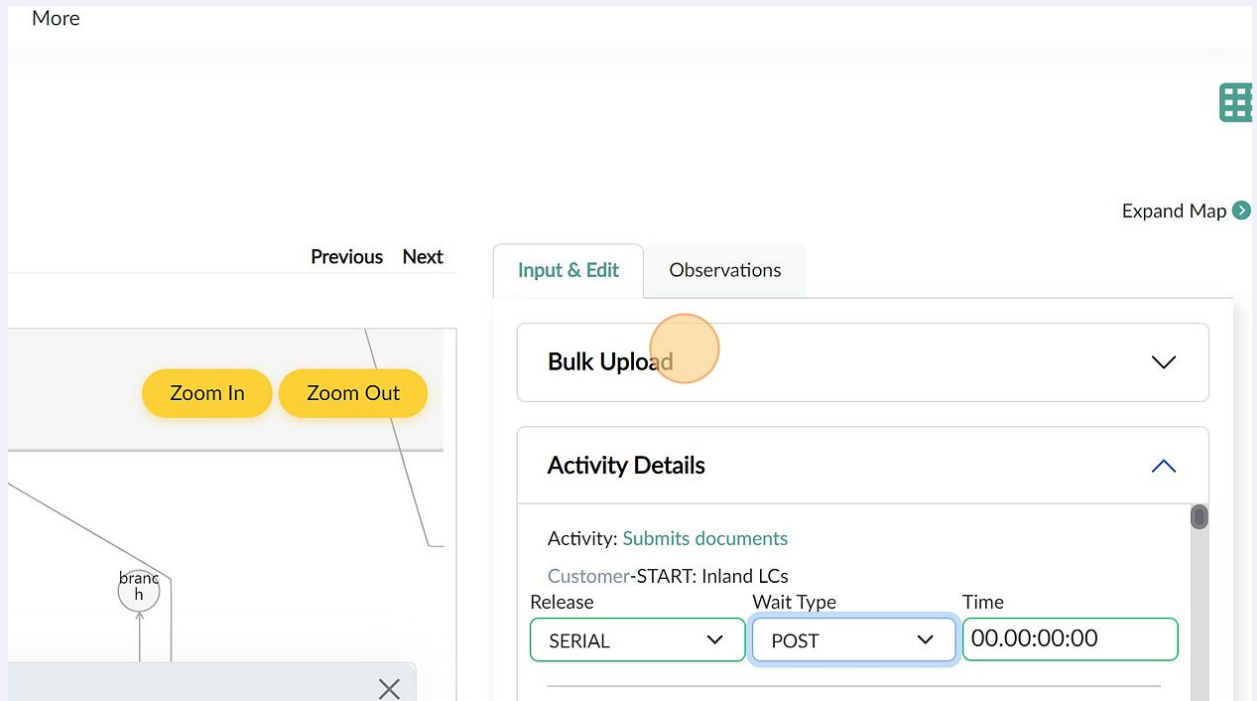 More
Expand Map
Previous Next
Input & Edit Observations
Bulk Upload
Zoom In Zoom Out
Activity Details
Activity: Submits documents
Customer-START: Inland LCs
branc
h
Release Wait Type Time
SERIAL POST 00.00:00:00